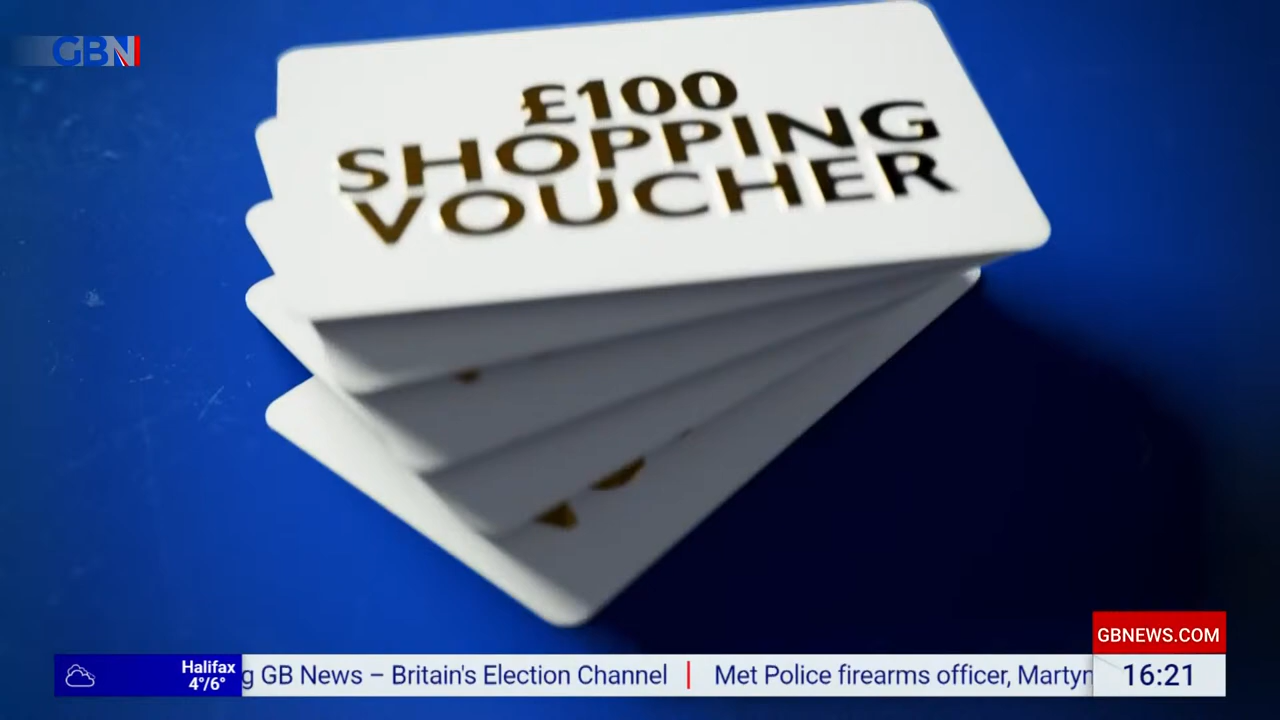 GBN
£100
SHOPPING
VOUCHER
GBNEWS.COM
Halifax
4°/6°
g GB News – Britain's Election Channel | Met Police firearms officer, Martyn
16:21